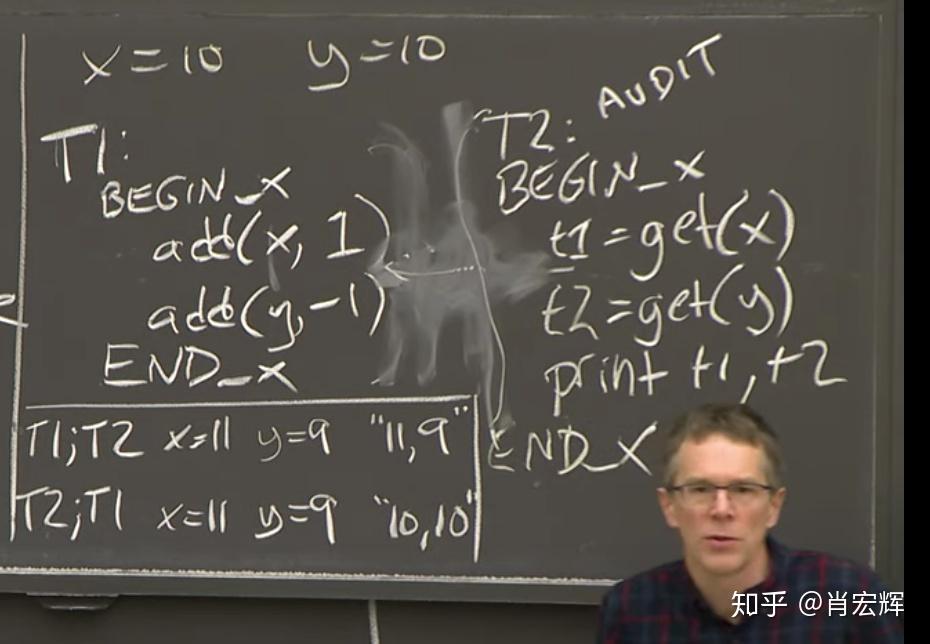 x=10 y=10
T1:
BEGIN_X
add(x, 1)
add(y,-1)
END_X
T2: AUDIT
BEGIN_X
t1=get(x)
t2=get(y)
print t1,t2
END_X
T1;T2 x=11 y=9 "11,9"
T2;T1 x=11 y=9 "10,10"
知乎 @肖宏辉